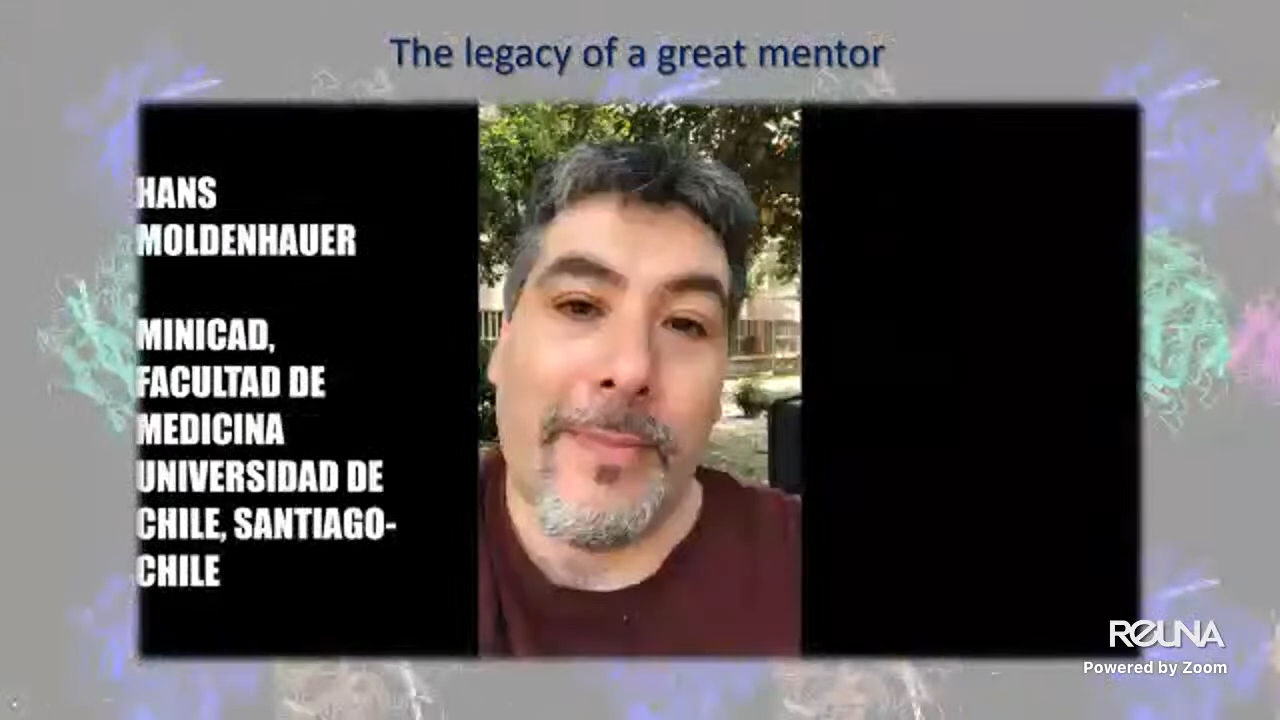 The legacy of a great mentor
HANS
MOLDENHAUER
MINICAD,
FACULTAD DE
MEDICINA
UNIVERSIDAD DE
CHILE, SANTIAGO-
CHILE
REUNA
Powered by Zoom